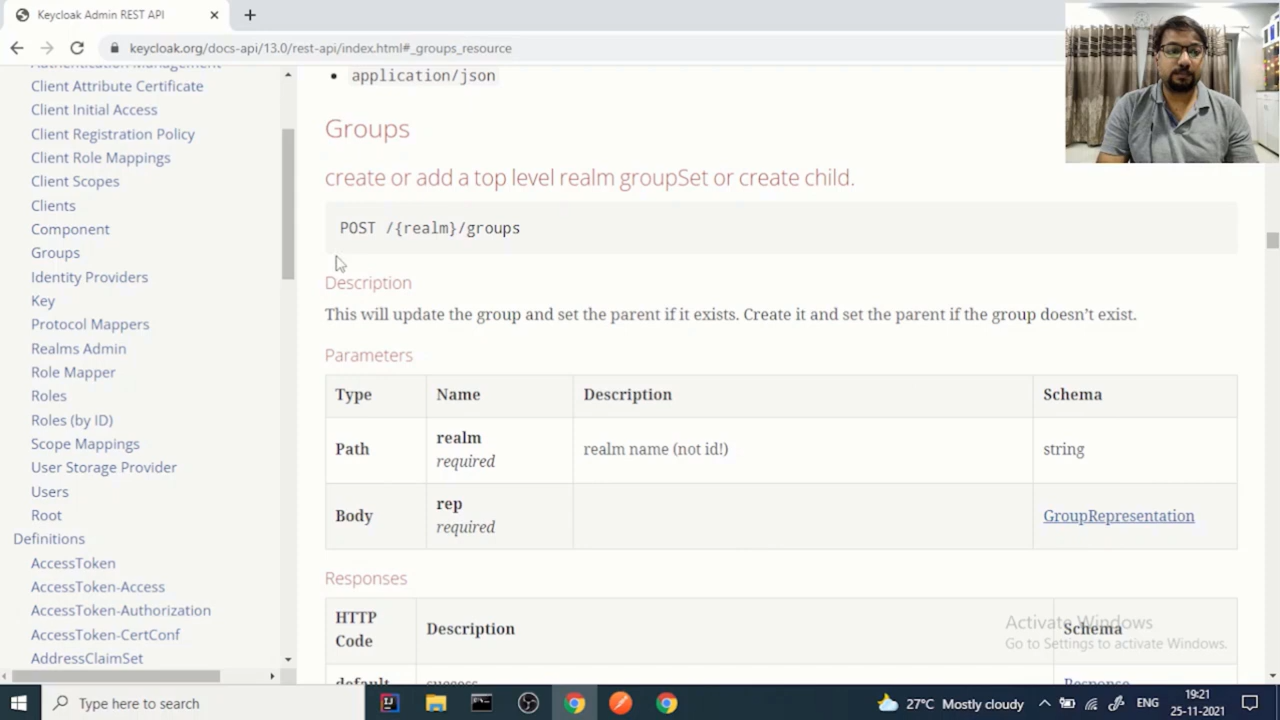 Keycloak Admin REST API
keycloak.org/docs-api/13.0/rest-api/index.html#_groups_resource
Authentication Management
Client Attribute Certificate
Client Initial Access
Client Registration Policy
Client Role Mappings
Client Scopes
Clients
Component
Groups
Identity Providers
Key
Protocol Mappers
Realms Admin
Role Mapper
Roles
Roles (by ID)
Scope Mappings
User Storage Provider
Users
Root
Definitions
AccessToken
AccessToken-Access
AccessToken-Authorization
AccessToken-CertConf
AddressClaimSet
application/json
Groups
create or add a top level realm groupSet or create child.
POST /{realm}/groups
Description
This will update the group and set the parent if it exists. Create it and set the parent if the group doesn’t exist.
Parameters
Type Name Description Schema
Path realm required realm name (not id!) string
Body rep required GroupRepresentation
Responses
HTTP Code Description Schema
default success Response
Activate Windows
Go to Settings to activate Windows.
Type here to search
27°C Mostly cloudy
ENG
19:21
25-11-2021